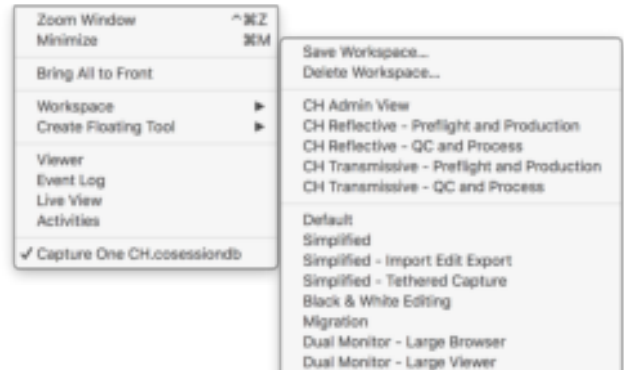 Zoom Window ^⌘Z
Minimize ⌘M
Bring All to Front
Workspace ▶
Create Floating Tool ▶
Viewer
Event Log
Live View
Activities
✓ Capture One CH.cosessiondb
Save Workspace...
Delete Workspace...
CH Admin View
CH Reflective - Preflight and Production
CH Reflective - QC and Process
CH Transmissive - Preflight and Production
CH Transmissive - QC and Process
Default
Simplified
Simplified - Import Edit Export
Simplified - Tethered Capture
Black & White Editing
Migration
Dual Monitor - Large Browser
Dual Monitor - Large Viewer